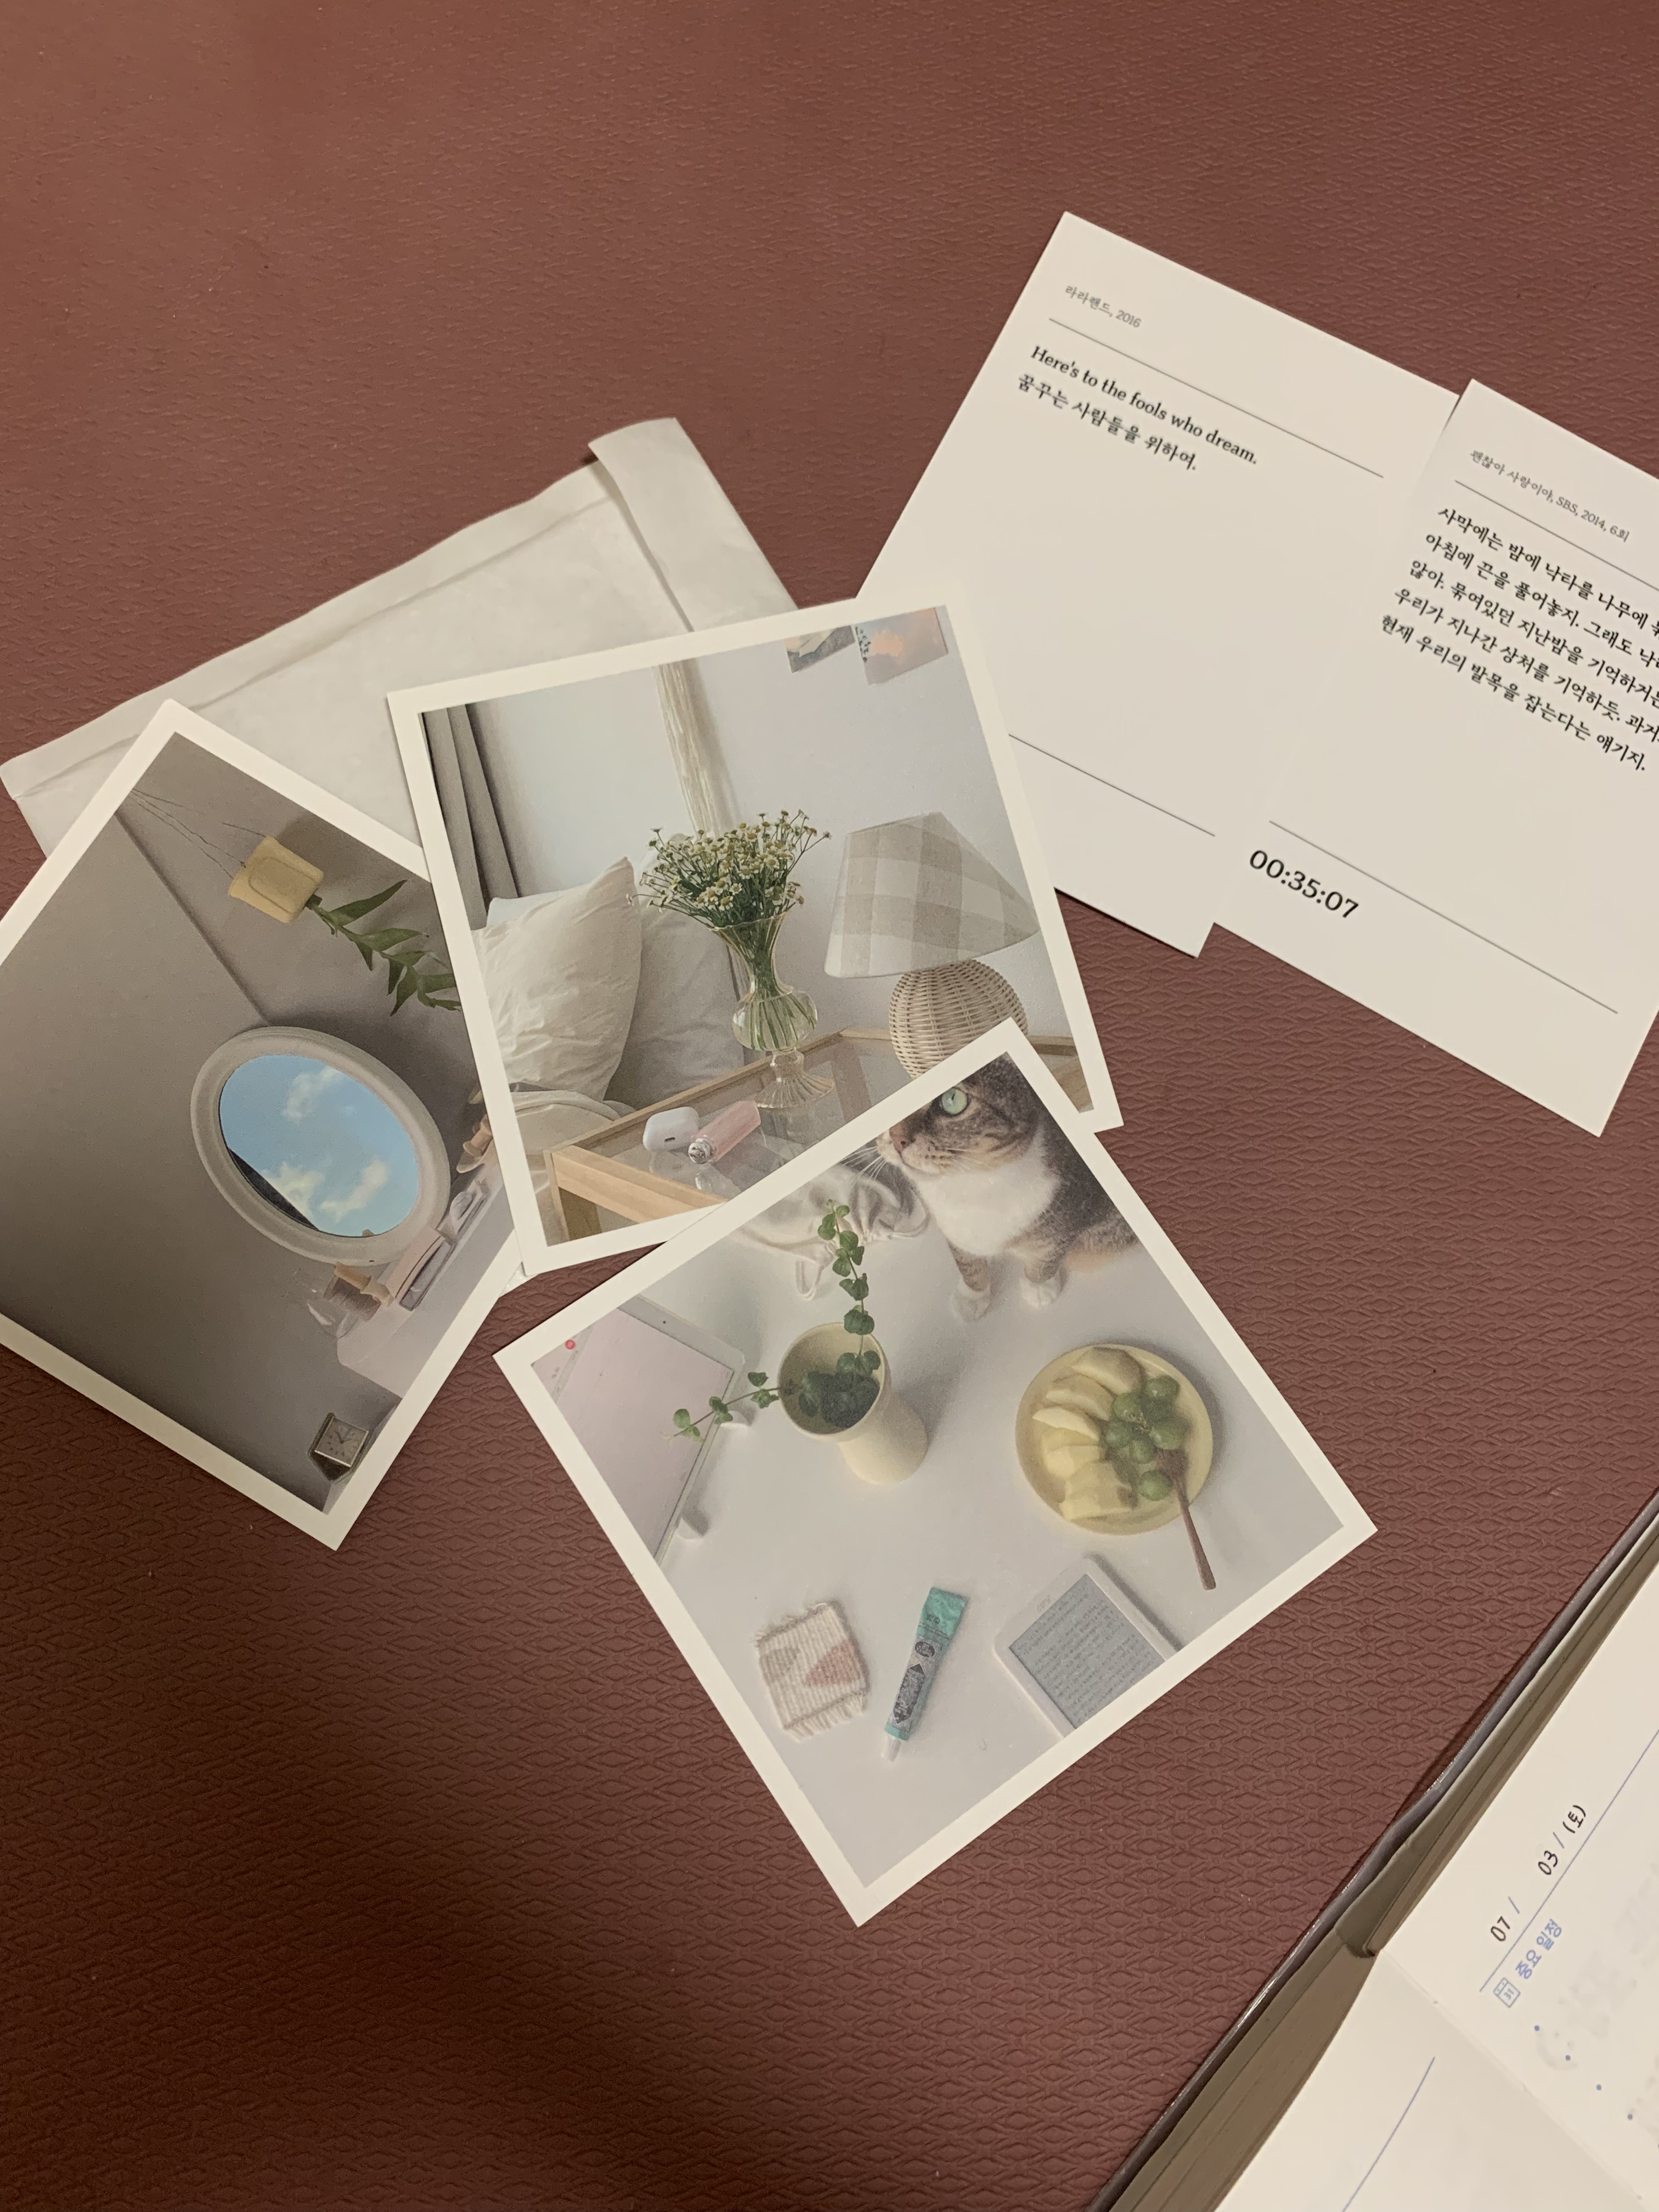 라라랜드, 2016
Here's to the fools who dream.
꿈꾸는 사람들을 위하여.
괜찮아 사랑이야, SBS, 2014, 6회
사막에는 밤에 낙타를 나무에
아침에 끈을 풀어놓지. 그래도
않아. 묶여있던 지난밤을 기억하거든
우리가 지나간 상처를 기억하듯. 과거
현재 우리의 발목을 잡는다는 얘기지.
00:35:07
07 / 03 / (토)
31 중요 일정